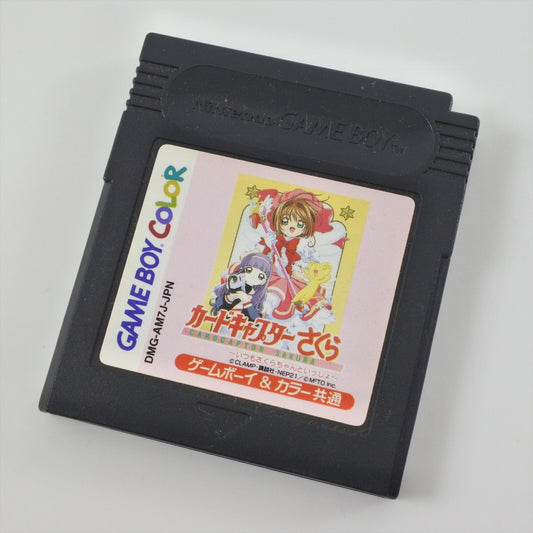 Nintendo GAME BOY
GAME BOY COLOR
DMG-AM7J-JPN
カードキャプターさくら
CARDCAPTOR SAKURA
〜いつもさくらちゃんといっしょ〜
©CLAMP・講談社・NEP21/©MTO Inc.
ゲームボーイ & カラー共通